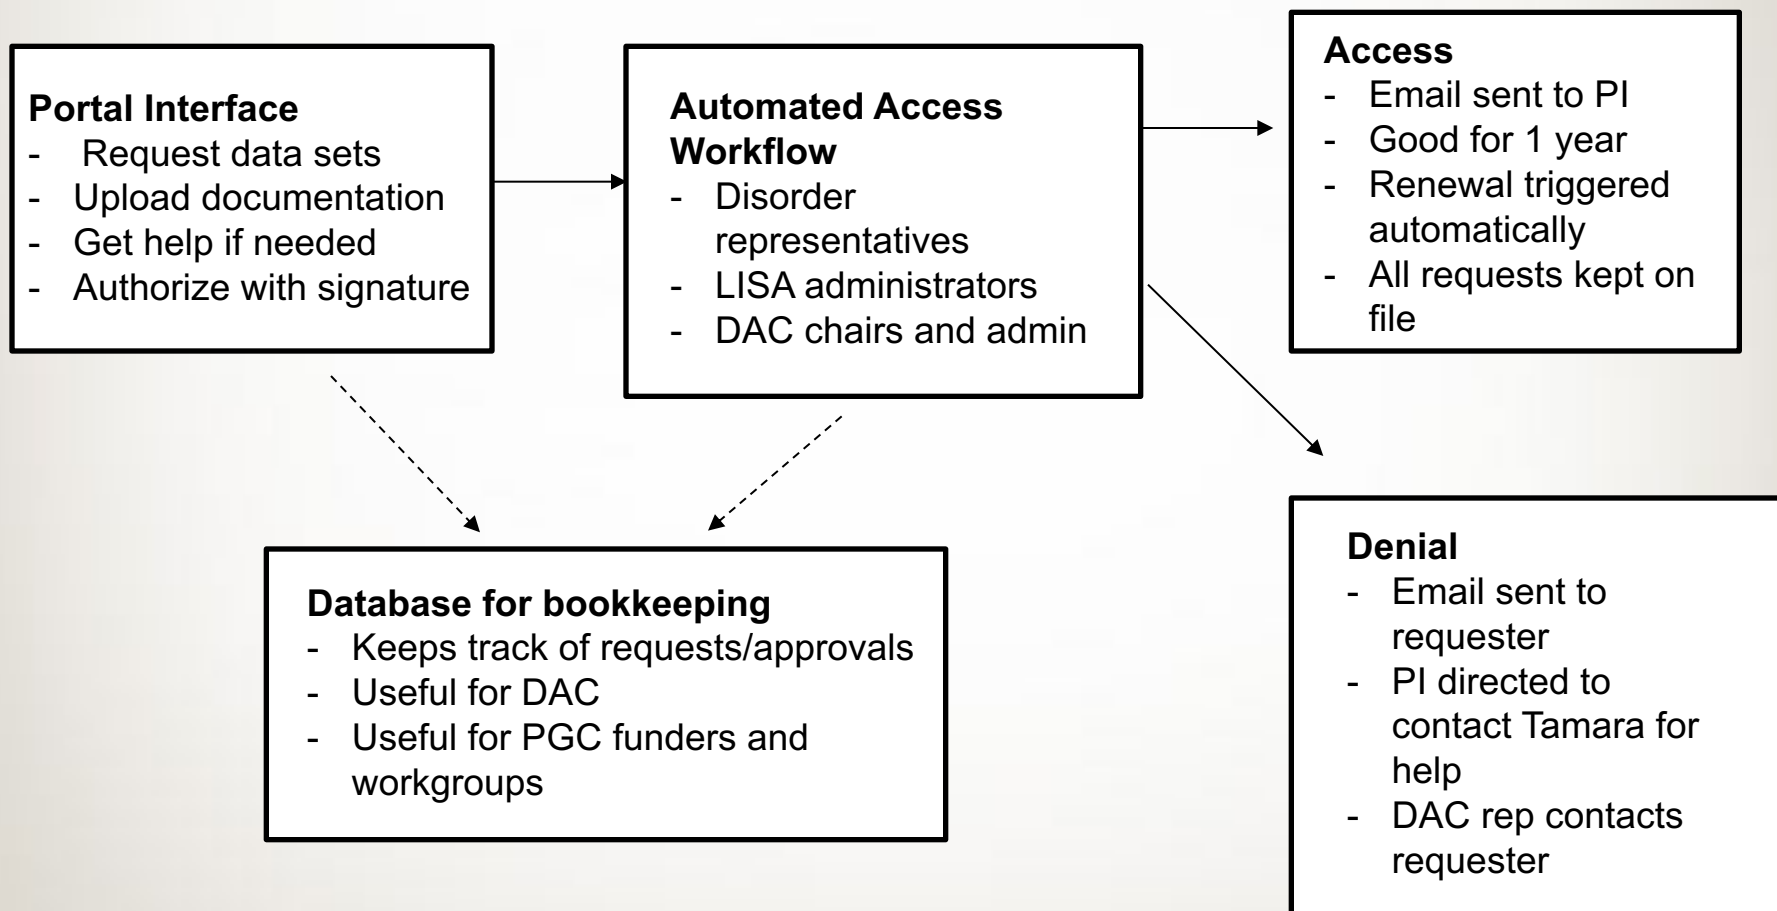 Portal Interface
- Request data sets
- Upload documentation
- Get help if needed
- Authorize with signature
Automated Access
Workflow
- Disorder
representatives
- LISA administrators
- DAC chairs and admin
Access
- Email sent to PI
- Good for 1 year
- Renewal triggered
automatically
- All requests kept on
file
Database for bookkeeping
- Keeps track of requests/approvals
- Useful for DAC
- Useful for PGC funders and
workgroups
Denial
- Email sent to
requester
- PI directed to
contact Tamara for
help
- DAC rep contacts
requester